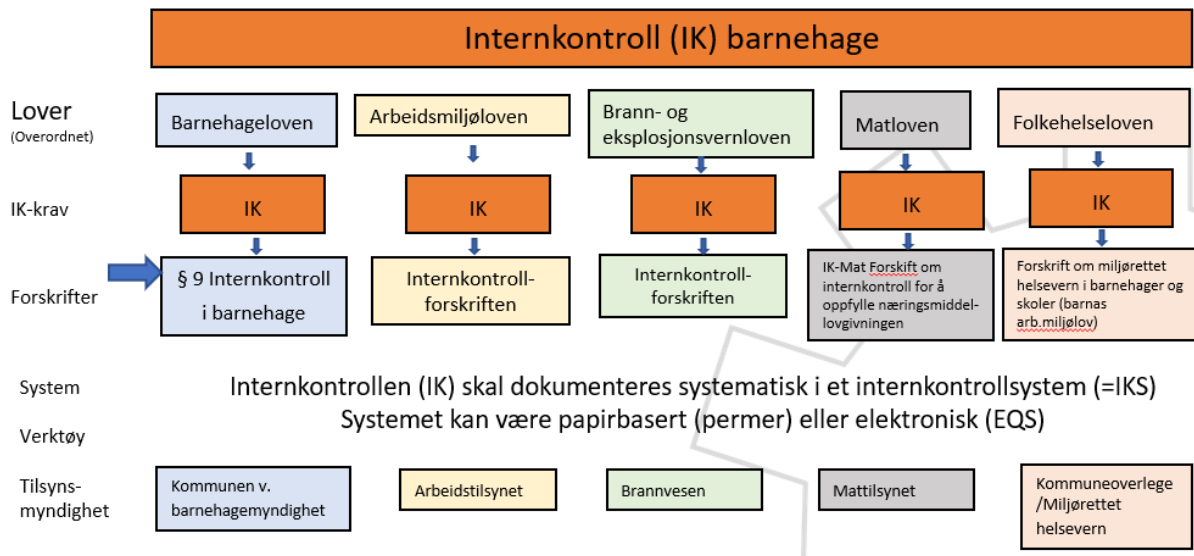 Internkontroll (IK) barnehage
Lover
(Overordnet)
Barnehageloven
Arbeidsmiljøloven
Brann- og
eksplosjonsvernloven
Matloven
Folkehelseloven
IK-krav
IK
IK
IK
IK
IK
Forskrifter
§ 9 Internkontroll
i barnehage
Internkontroll-
forskriften
Internkontroll-
forskriften
IK-Mat Forskift om
internkontroll for å
oppfylle næringsmiddel-
lovgivningen
Forskrift om miljørettet
helsevern i barnehager og
skoler (barnas
arb.miljølov)
System
Internkontrollen (IK) skal dokumenteres systematisk i et internkontrollsystem (=IKS)
Systemet kan være papirbasert (permer) eller elektronisk (EQS)
Verktøy
Tilsyns-
myndighet
Kommunen v.
barnehagemyndighet
Arbeidstilsynet
Brannvesen
Mattilsynet
Kommuneoverlege
/Miljørettet
helsevern